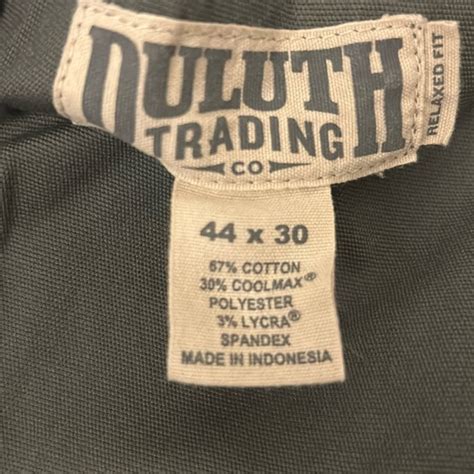 DULUTH
TRADING
CO
RELAXED FIT
44 x 30
67% COTTON
30% COOLMAX®
POLYESTER
3% LYCRA®
SPANDEX
MADE IN INDONESIA